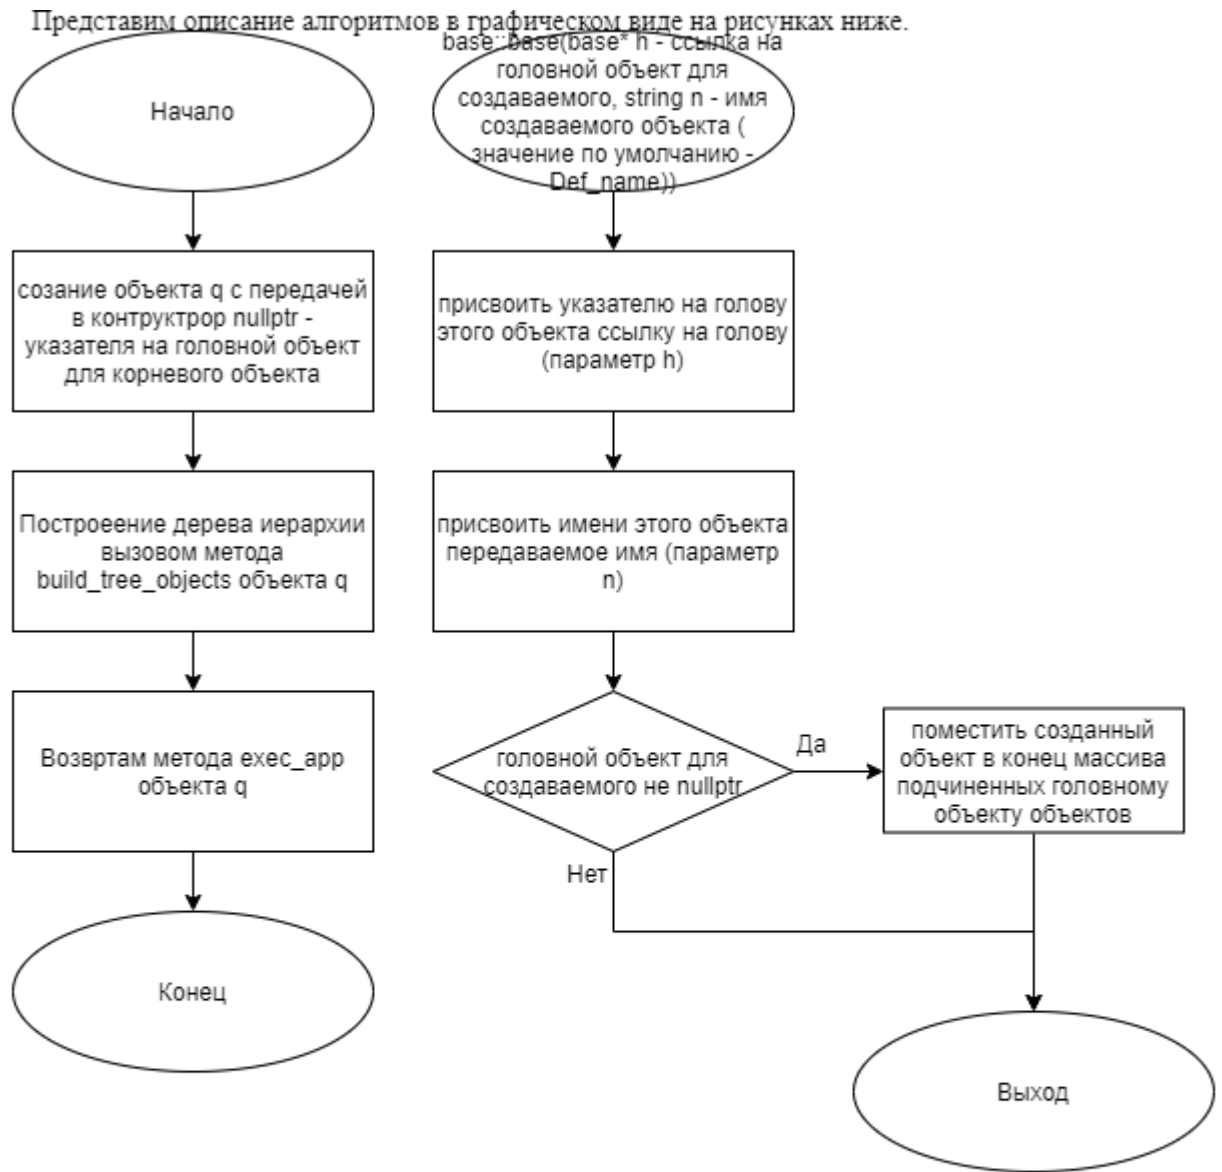 Представим описание алгоритмов в графическом виде на рисунках ниже.
Начало
созание объекта q с передачей
в контруктрор nullptr -
указателя на головной объект
для корневого объекта
Построеение дерева иерархии
вызовом метода
build_tree_objects объекта q
Возвртам метода exec_app
объекта q
Конец
base::base(base* h - ссылка на
головной объект для
создаваемого, string n - имя
создаваемого объекта (
значение по умолчанию -
Def_name))
присвоить указателю на голову
этого объекта ссылку на голову
(параметр h)
присвоить имени этого объекта
передаваемое имя (параметр
n)
головной объект для
создаваемого не nullptr
Да
поместить созданный
объект в конец массива
подчиненных головному
объекту объектов
Нет
Выход